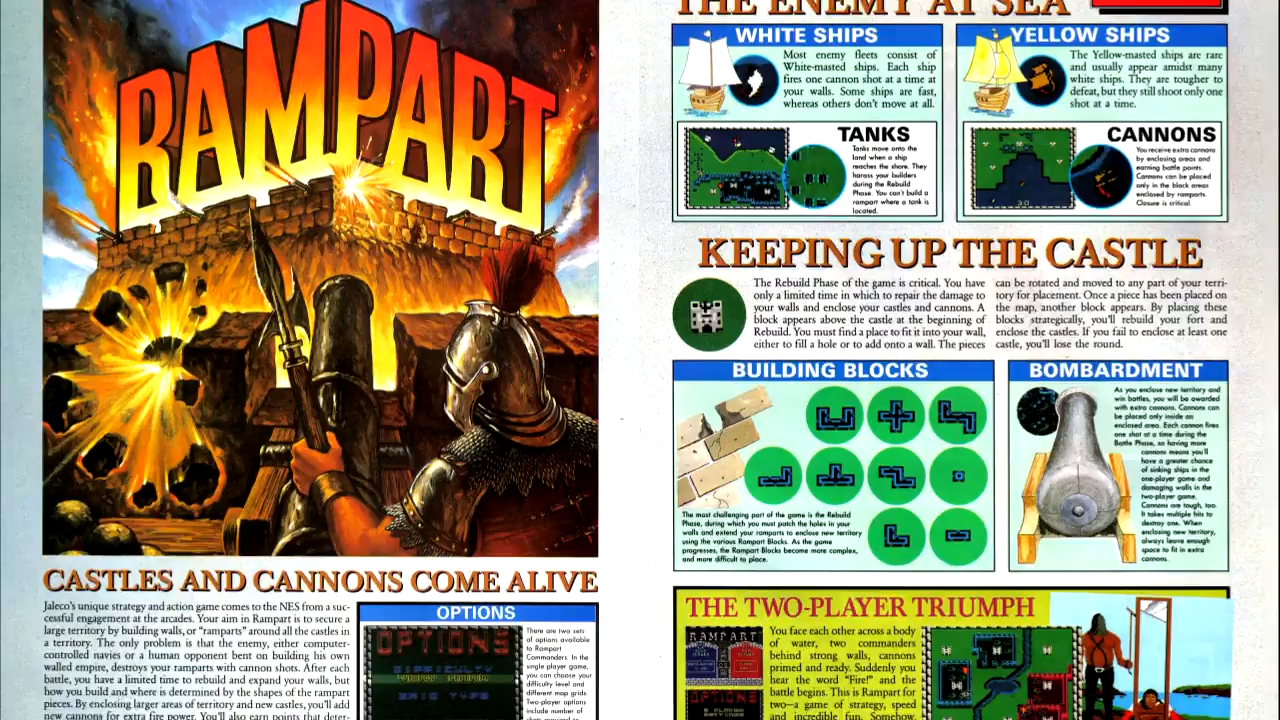 RAMPART
CASTLES AND CANNONS COME ALIVE
Jaleco's unique strategy and action game comes to the NES from a suc-
cessful engagement at the arcades. Your aim in Rampart is to secure a
large territory by building walls, or "ramparts" around all the castles in
a territory. The only problem is that the enemy, either computer-
controlled navies or a human opponent bent on building his own
walled empire, destroys your ramparts with cannon shots. After each
battle, you have a limited time to rebuild and expand your walls, but
how you build and where is determined by the shapes of the rampart
pieces. By enclosing larger areas of territory and new castles, you'll add
new cannons for extra fire power. You'll also earn points that deter-
OPTIONS
OPTIONS
DIFFICULTY
GRID TYPE
There are two sets
of options available
to Rampart
Commanders. In the
single player game,
you can choose your
difficulty level and
different map grids.
Two-player options
include number of
THE ENEMY AT SEA
WHITE SHIPS
Most enemy fleets consist of
White-masted ships. Each ship
fires one cannon shot at a time at
your walls. Some ships are fast,
whereas others don't move at all.
TANKS
Tanks move onto the
land when a ship
reaches the shore. They
harass your builders
during the Rebuild
Phase. You can't build a
rampart where a tank is
located.
YELLOW SHIPS
The Yellow-masted ships are rare
and usually appear amidst many
white ships. They are tougher to
defeat, but they still shoot only one
shot at a time.
CANNONS
You receive extra cannons
by enclosing areas and
earning battle points.
Cannons can be placed
only in the block areas
enclosed by ramparts.
Closure is critical.
KEEPING UP THE CASTLE
The Rebuild Phase of the game is critical. You have
only a limited time in which to repair the damage to
your walls and enclose your castles and cannons. A
block appears above the castle at the beginning of
Rebuild. You must find a place to fit it into your wall,
either to fill a hole or to add onto a wall. The pieces
can be rotated and moved to any part of your terri-
tory for placement. Once a piece has been placed on
the map, another block appears. By placing these
blocks strategically, you'll rebuild your fort and
enclose the castles. If you fail to enclose at least one
castle, you'll lose the round.
BUILDING BLOCKS
The most challenging part of the game is the Rebuild
Phase, during which you must patch the holes in your
walls and extend your ramparts to enclose new territory
using the various Rampart Blocks. As the game
progresses, the Rampart Blocks become more complex,
and more difficult to place.
BOMBARDMENT
As you enclose new territory and
win battles, you will be awarded
with extra cannons. Cannons can
be placed only inside an
enclosed area. Each cannon fires
one shot at a time during the
Battle Phase, so having more
cannons means you'll
have a greater chance
of sinking ships in the
one-player game and
damaging walls in the
two-player game.
Cannons are tough, too.
It takes multiple hits to
destroy one. When
enclosing new territory,
always leave enough
space to fit in extra
cannons.
THE TWO-PLAYER TRIUMPH
RAMPART
OPTIONS
You face each other across a body
of water, two commanders
behind strong walls, cannons
primed and ready. Suddenly you
hear the word "Fire!" and the
battle begins. This is Rampart for
two—a game of strategy, speed
and incredible fun. Somehow,